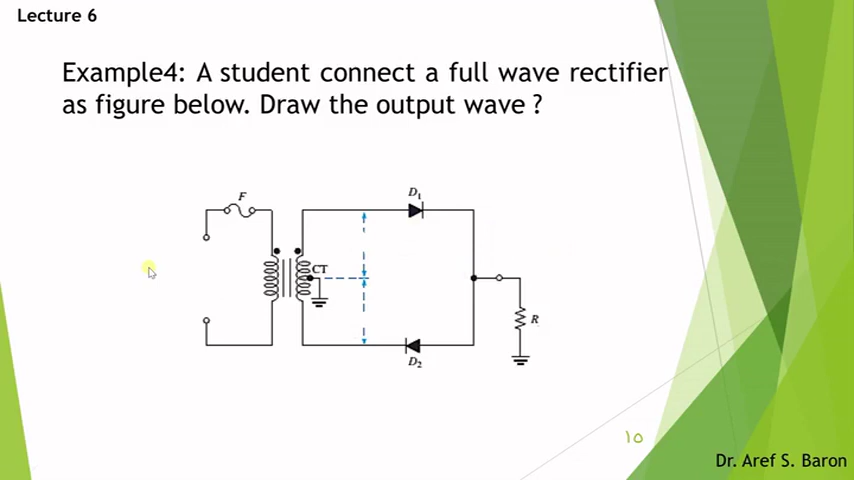 Lecture 6
Example4: A student connect a full wave rectifier
as figure below. Draw the output wave ?
F
D₁
CT
R
D₂
١٥
Dr. Aref S. Baron